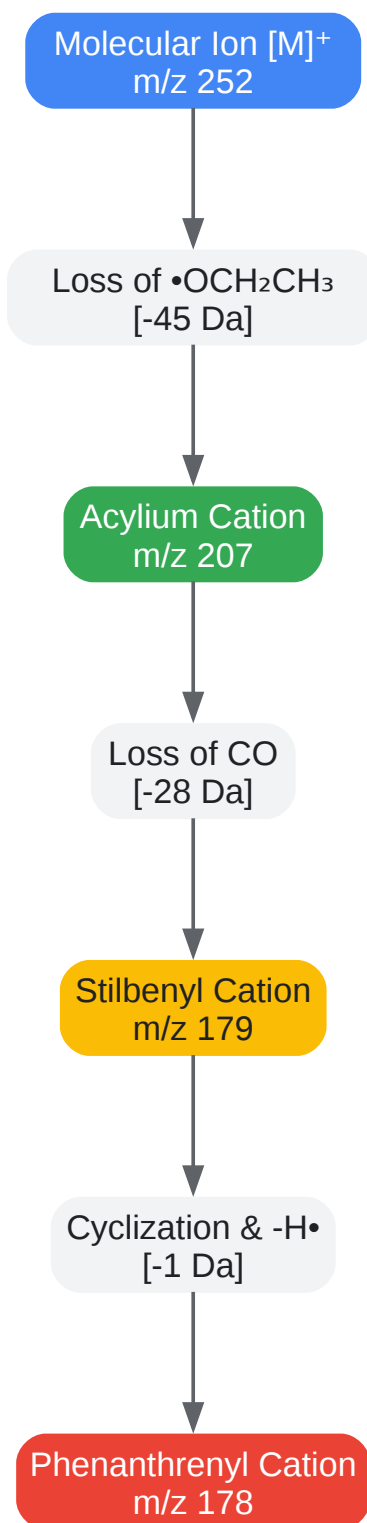 Molecular Ion [M]⁺
m/z 252
Loss of •OCH₂CH₃
[-45 Da]
Acylium Cation
m/z 207
Loss of CO
[-28 Da]
Stilbenyl Cation
m/z 179
Cyclization & -H•
[-1 Da]
Phenanthrenyl Cation
m/z 178